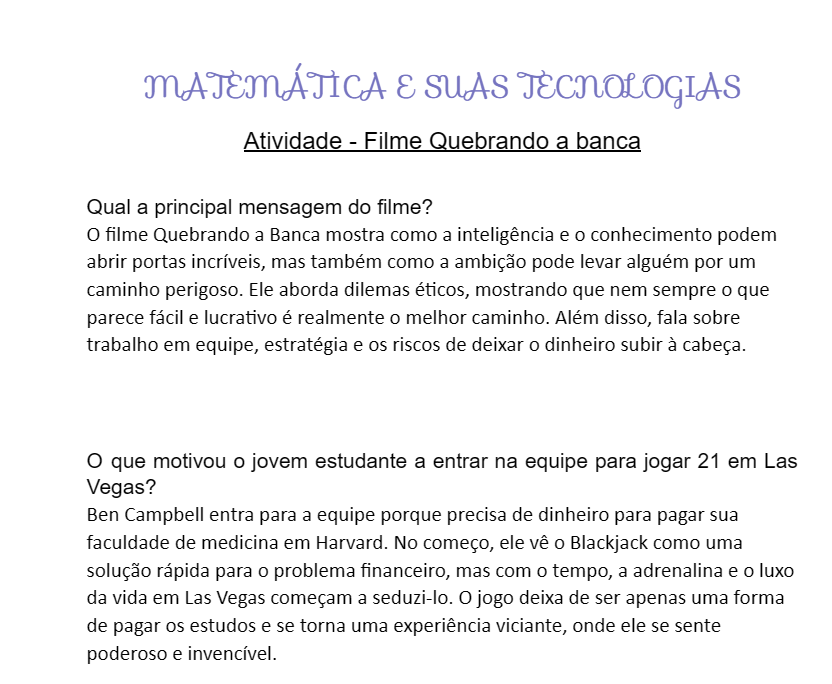 MATEMÁTICA E SUAS TECNOLOGIAS
Atividade - Filme Quebrando a banca
Qual a principal mensagem do filme?
O filme Quebrando a Banca mostra como a inteligência e o conhecimento podem
abrir portas incríveis, mas também como a ambição pode levar alguém por um
caminho perigoso. Ele aborda dilemas éticos, mostrando que nem sempre o que
parece fácil e lucrativo é realmente o melhor caminho. Além disso, fala sobre
trabalho em equipe, estratégia e os riscos de deixar o dinheiro subir à cabeça.
O que motivou o jovem estudante a entrar na equipe para jogar 21 em Las
Vegas?
Ben Campbell entra para a equipe porque precisa de dinheiro para pagar sua
faculdade de medicina em Harvard. No começo, ele vê o Blackjack como uma
solução rápida para o problema financeiro, mas com o tempo, a adrenalina e o luxo
da vida em Las Vegas começam a seduzi-lo. O jogo deixa de ser apenas uma forma
de pagar os estudos e se torna uma experiência viciante, onde ele se sente
poderoso e invencível.